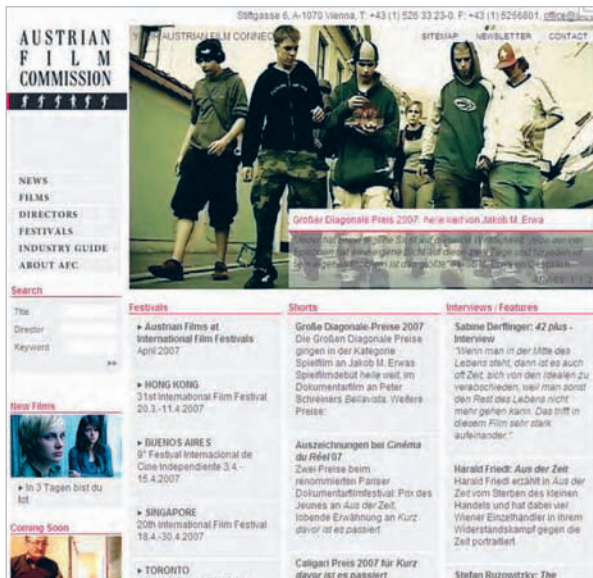 Stiftgasse 6, A-1070 Vienna, T: +43 (1) 526 33 23-0, F: +43 (1) 5266801,
AUSTRIAN
FILM
COMMISSION
AUSTRIAN FILM CONNEC
SITEMAP NEWSLETTER CONTACT
NEWS
FILMS
DIRECTORS
FESTIVALS
INDUSTRY GUIDE
ABOUT AFC
Großer Diagonale Preis 2007: heile welt von Jakob M. Erwa
Search
Title
Director
Keyword
New Films
In 3 Tagen bist du
tot
Coming Soon
Festivals
Austrian Films at
International Film Festivals
April 2007
HONG KONG
31st International Film Festival
20.3.-11.4.2007
BUENOS AIRES
9° Festival Internacional de
Cine Independiente 3.4.-
15.4.2007
SINGAPORE
20th International Film Festival
18.4.-30.4.2007
TORONTO
Shorts
Große Diagonale-Preise 2007
Die Großen Diagonale Preise
gingen in der Kategorie
Spielfilm an Jakob M. Erwas
Spielfilmdebüt heile welt, im
Dokumentarfilm an Peter
Schreiners Bellavista. Weitere
Preise:
Auszeichnungen bei Cinéma
du Réel'07
Zwei Preise beim
renommierten Pariser
Dokumentarfilmfestival: Prix des
Jeunes an Aus der Zeit,
lobende Erwähnung an Kurz
davor ist es passiert
Caligari Preis 2007 für Kurz
davor ist es passiert
Interviews / Features
Sabine Derflinger: 42 plus -
Interview
"Wenn man in der Mitte des
Lebens steht, dann ist es auch
oft Zeit, sich von den Idealen zu
verabschieden, weil man sonst
den Rest des Lebens nicht
mehr gehen kann. Das trifft in
diesem Film sehr stark
aufeinander."
Harald Friedl: Aus der Zeit
Harald Friedl erzählt in Aus der
Zeit vom Sterben des kleinen
Handels und hat dabei vier
Wiener Einzelhändler in ihrem
Widerstandskampf gegen die
Zeit portraitiert.
Stefan Ruzowitzky: The